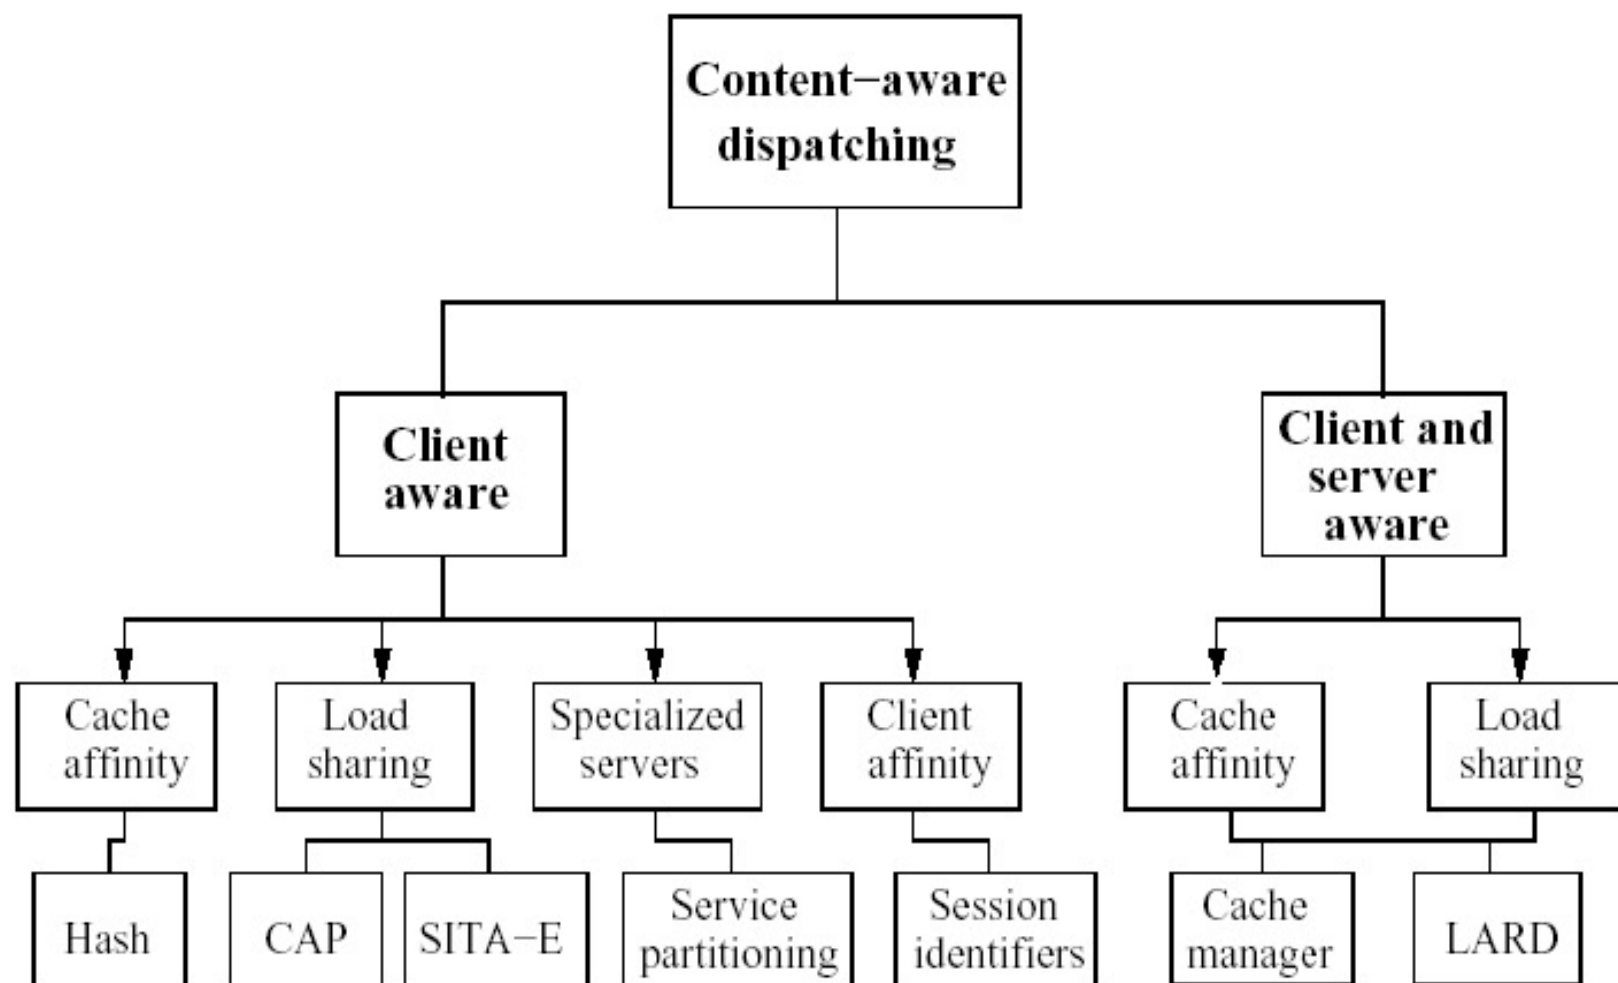 Content−aware
dispatching
Client
aware
Client and
server
aware
Cache
affinity
Load
sharing
Specialized
servers
Client
affinity
Cache
affinity
Load
sharing
Hash
CAP
SITA−E
Service
partitioning
Session
identifiers
Cache
manager
LARD